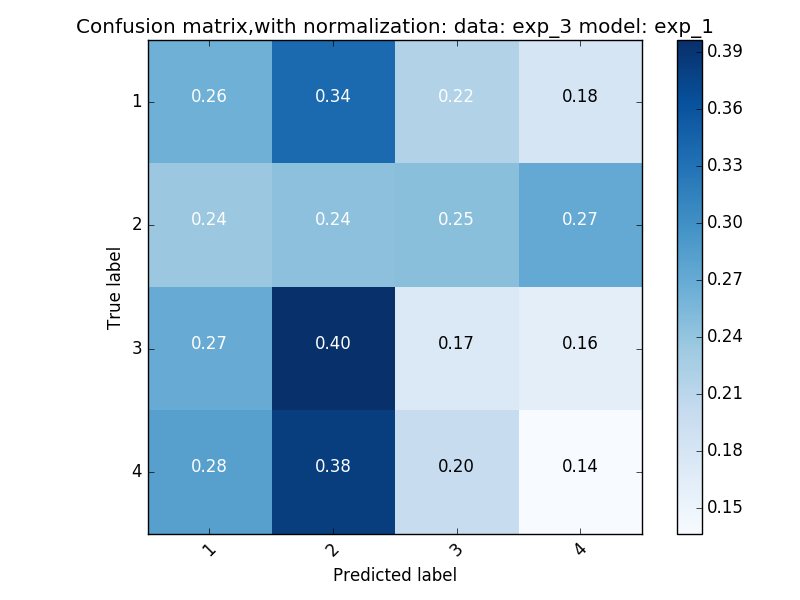 Confusion matrix,with normalization: data: exp_3 model: exp_1
True label
1 0.26 0.34 0.22 0.18
2 0.24 0.24 0.25 0.27
3 0.27 0.40 0.17 0.16
4 0.28 0.38 0.20 0.14
1 2 3 4
Predicted label
0.39
0.36
0.33
0.30
0.27
0.24
0.21
0.18
0.15